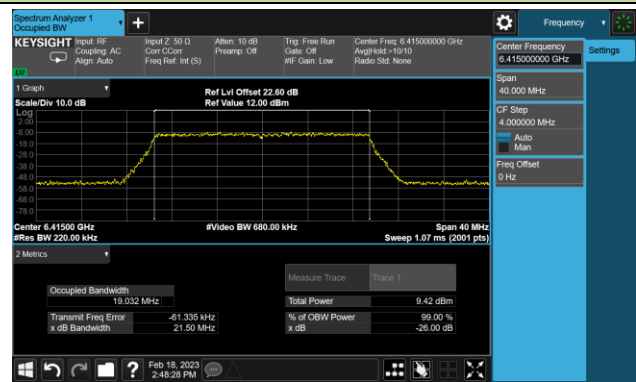 Spectrum Analyzer 1
Occupied BW
Frequency
KEYSIGHT
Input: RF
Coupling: AC
Align: Auto
Input Z: 50 Ω
Corr CCorr
Freq Ref: Int (S)
Atten: 10 dB
Preamp: Off
Trig: Free Run
Gate: Off
#IF Gain: Low
Center Freq: 6.415000000 GHz
Avg|Hold:>10/10
Radio Std: None
LW
Center Frequency
6.415000000 GHz
Settings
Span
40.000 MHz
CF Step
4.000000 MHz
Auto
Man
Freq Offset
0 Hz
1 Graph
Scale/Div 10.0 dB
Ref Lvl Offset 22.60 dB
Ref Value 12.00 dBm
Log
2.00
-8.00
-18.0
-28.0
-38.0
-48.0
-58.0
-68.0
-78.0
Center 6.41500 GHz
#Res BW 220.00 kHz
#Video BW 680.00 kHz
Span 40 MHz
Sweep 1.07 ms (2001 pts)
2 Metrics
Measure Trace Trace 1
Occupied Bandwidth
19.032 MHz
Total Power 9.42 dBm
Transmit Freq Error -61.335 kHz
x dB Bandwidth 21.50 MHz
% of OBW Power 99.00 %
x dB -26.00 dB
?
Feb 18, 2023
2:48:28 PM